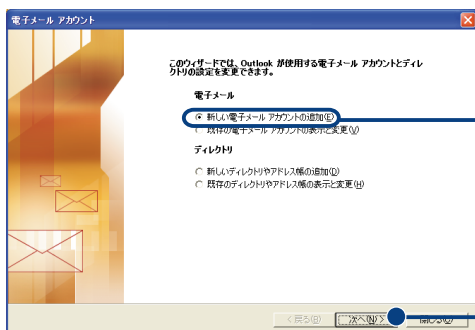 電子メール アカウント
このウィザードでは、Outlook が使用する電子メール アカウントとディレ
クトリの設定を変更できます。
電子メール
新しい電子メール アカウントの追加(E)
既存の電子メール アカウントの表示と変更(V)
ディレクトリ
新しいディレクトリやアドレス帳の追加(D)
既存のディレクトリやアドレス帳の表示と変更(H)
< 戻る(B)
次へ(N) >
閉じる(C)